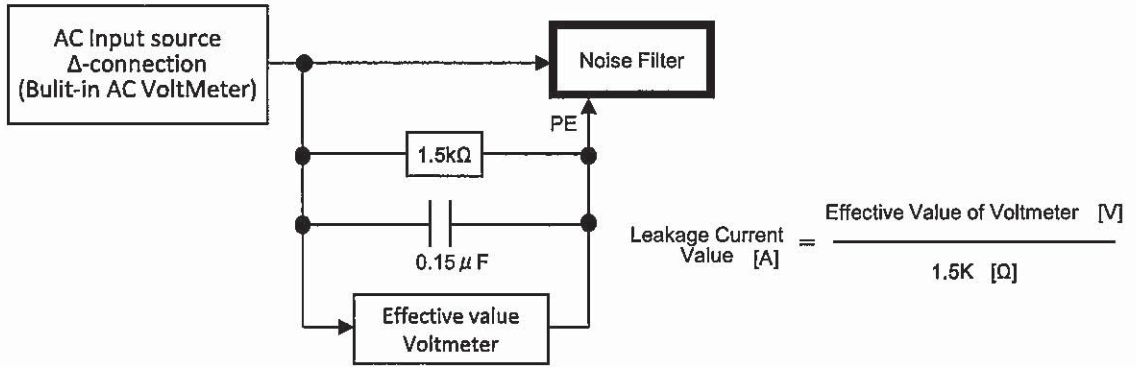 AC Input source
Δ-connection
(Bulit-in AC VoltMeter)
Noise Filter
PE
1.5kΩ
0.15μF
Effective value
Voltmeter
Leakage Current
Value [A]
=
Effective Value of Voltmeter [V]
1.5K [Ω]